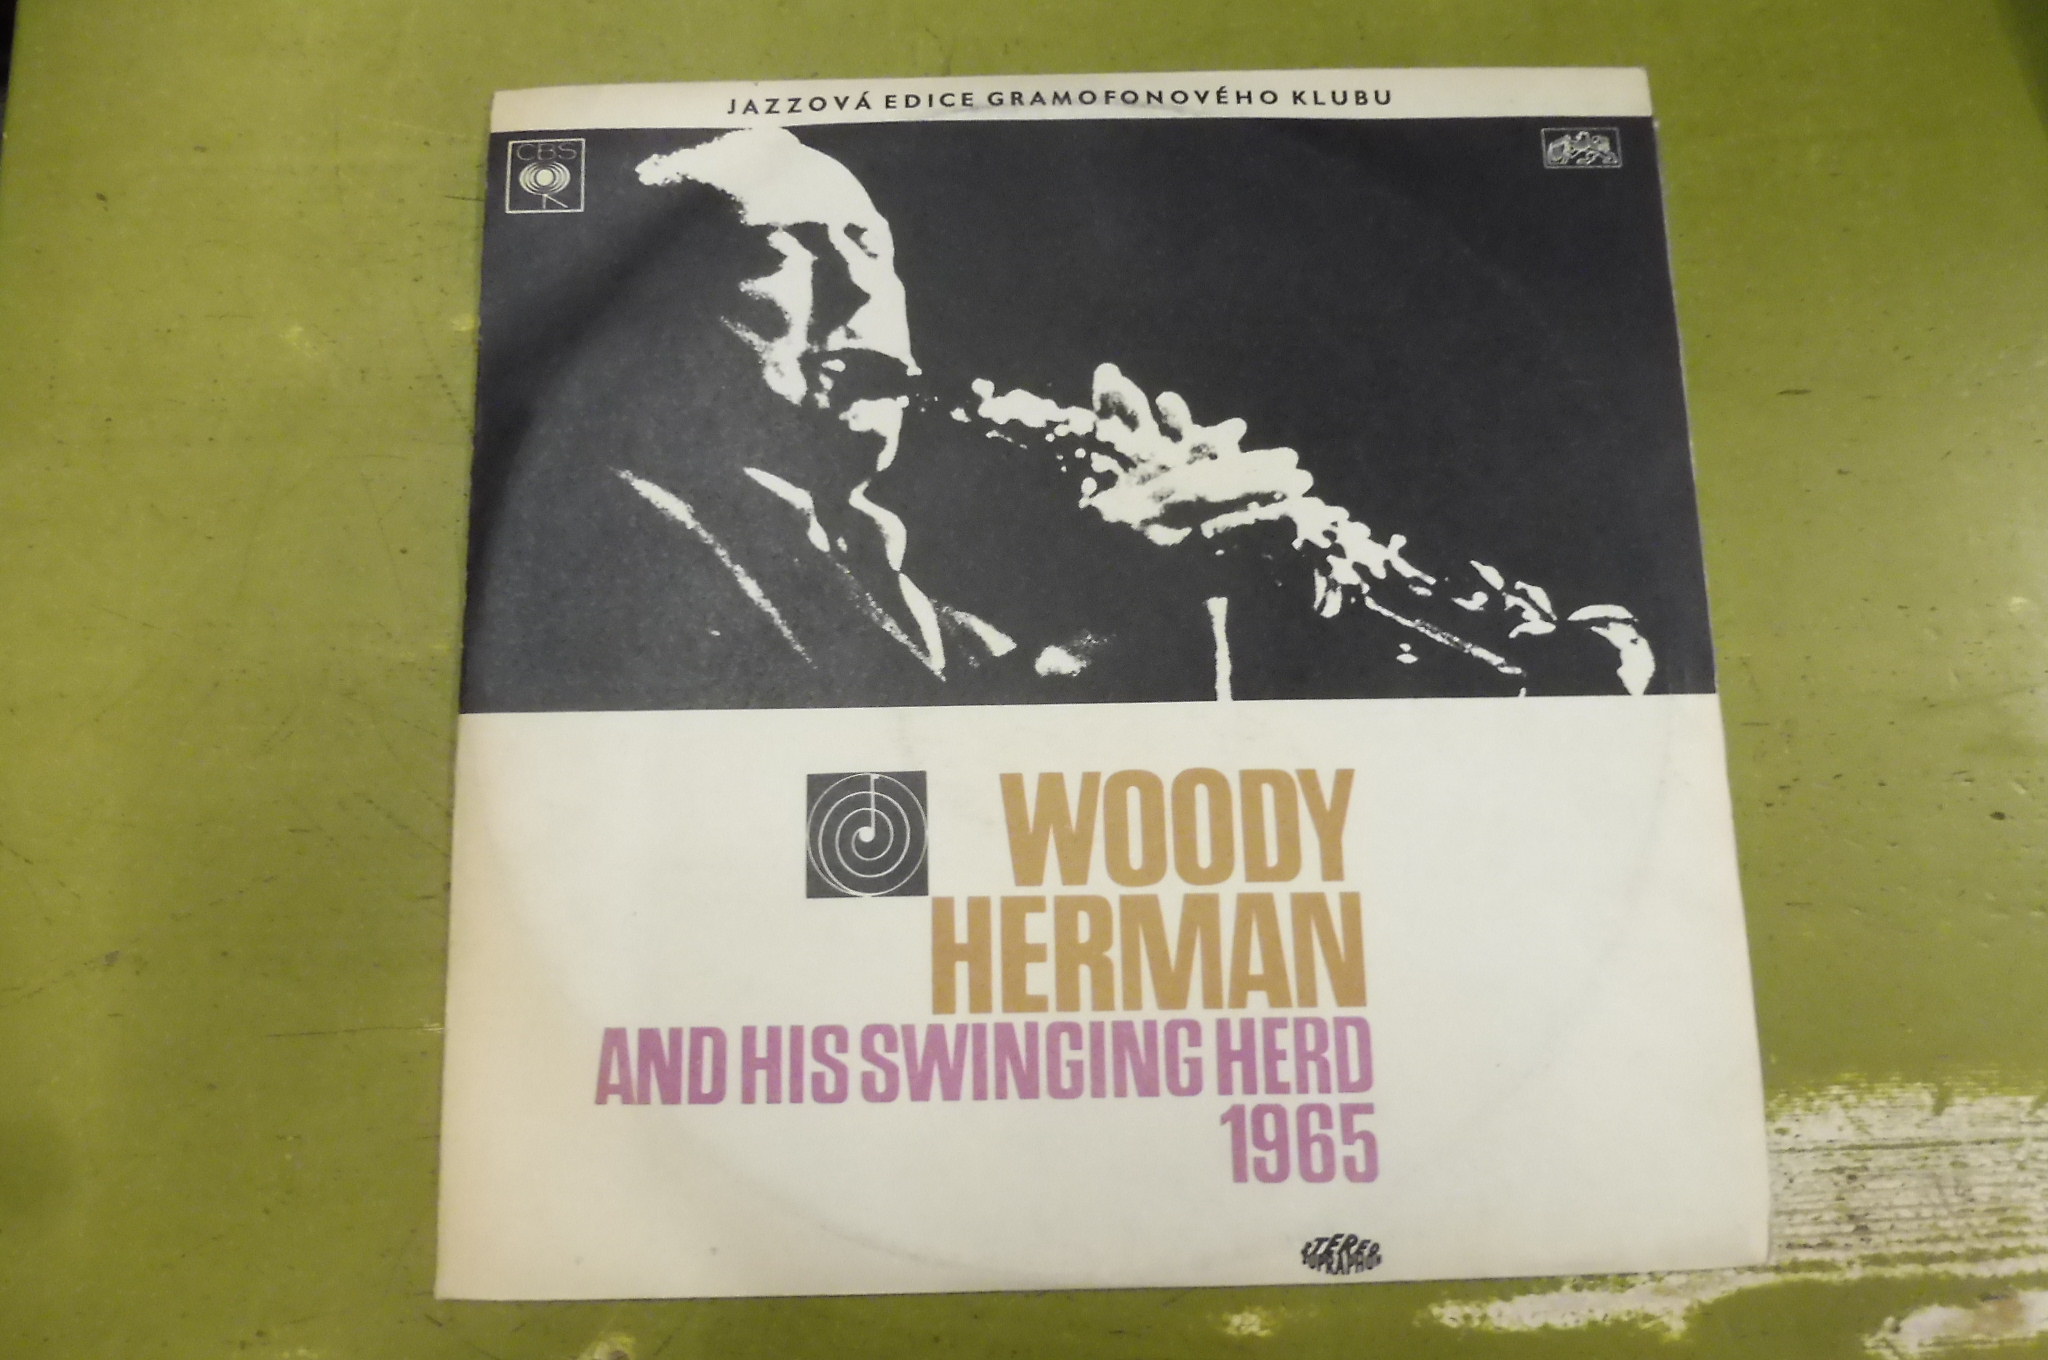 JAZZOVÁ EDICE GRAMOFONOVÉHO KLUBU
CBS
WOODY
HERMAN
AND HIS SWINGING HERD
1965
STEREO
SUPRAPHON